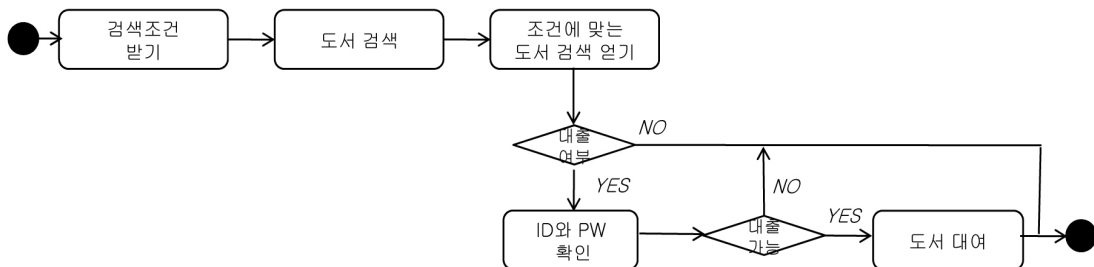 검색조건
받기
도서 검색
조건에 맞는
도서 검색 얻기
대출
여부
NO
YES
NO
ID와 PW
확인
대출
가능
YES
도서 대여